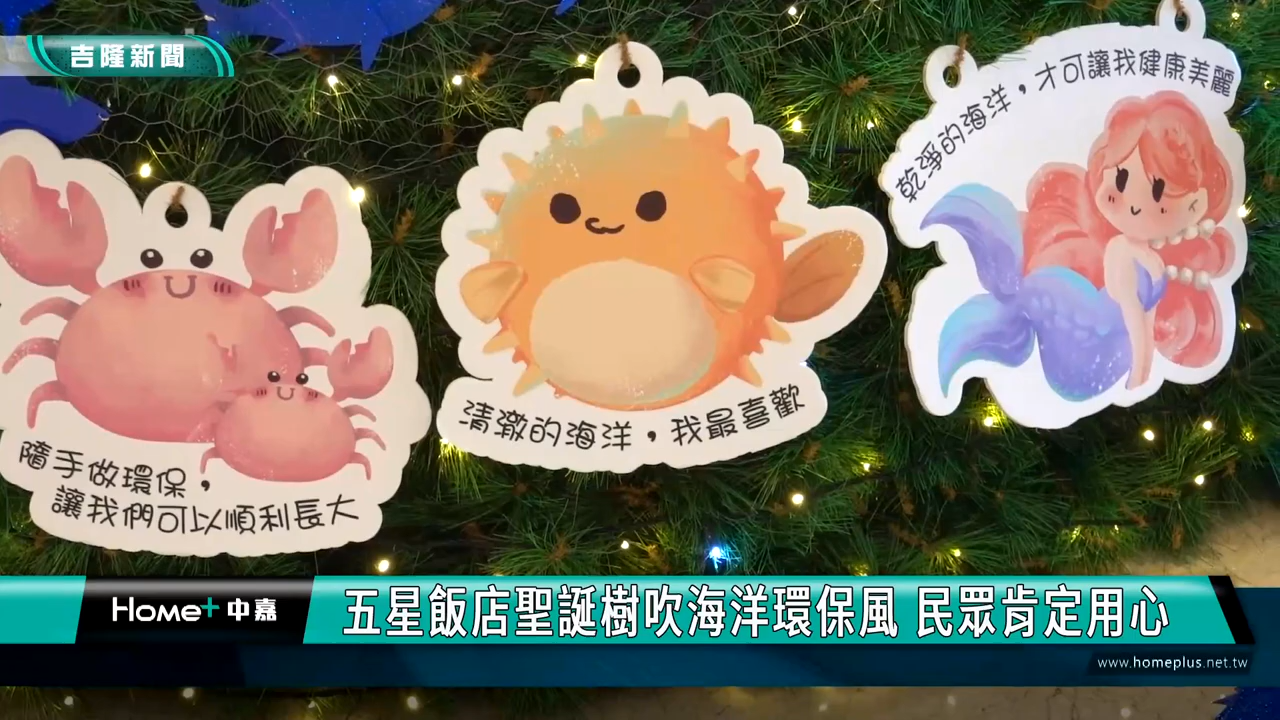 吉隆新聞
乾淨的海洋，才可讓我健康美麗
清澈的海洋，我最喜歡
隨手做環保，
讓我們可以順利長大
Home+中嘉
五星飯店聖誕樹吹海洋環保風 民眾肯定用心
www.homeplus.net.tw